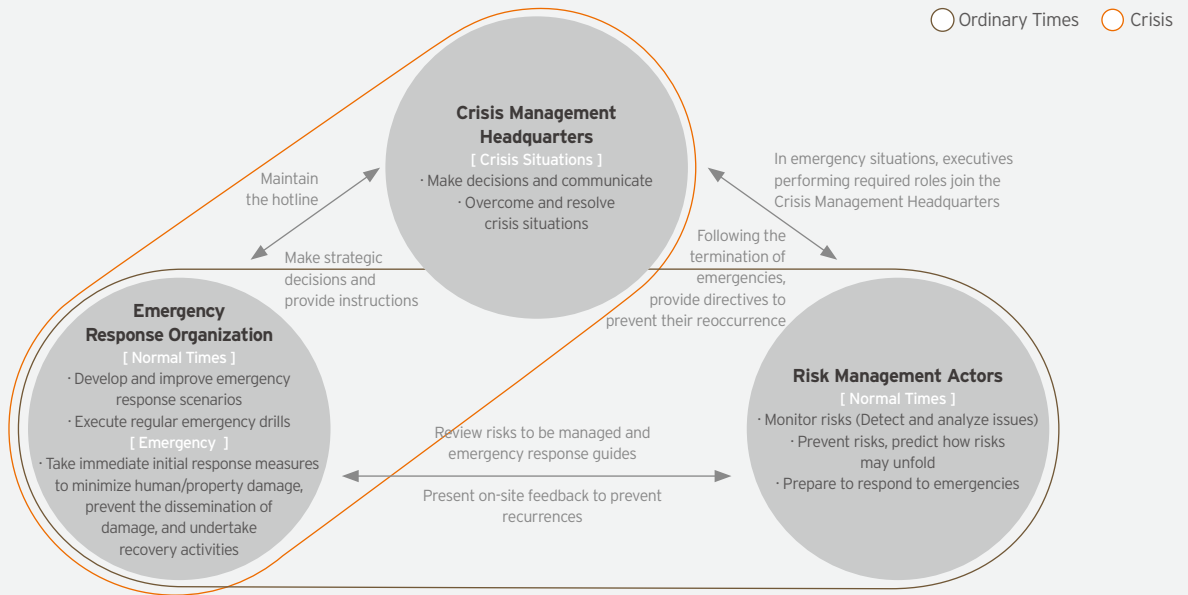 Ordinary Times
Crisis
Crisis Management
Headquarters
[ Crisis Situations ]
· Make decisions and communicate
· Overcome and resolve
crisis situations
Maintain
the hotline
Make strategic
decisions and
provide instructions
In emergency situations, executives
performing required roles join the
Crisis Management Headquarters
Following the
termination of
emergencies,
provide directives to
prevent their reoccurrence
Emergency
Response Organization
[ Normal Times ]
· Develop and improve emergency
response scenarios
· Execute regular emergency drills
[ Emergency ]
· Take immediate initial response measures
to minimize human/property damage,
prevent the dissemination of
damage, and undertake
recovery activities
Review risks to be managed and
emergency response guides
Present on-site feedback to prevent
recurrences
Risk Management Actors
[ Normal Times ]
· Monitor risks (Detect and analyze issues)
· Prevent risks, predict how risks
may unfold
· Prepare to respond to emergencies